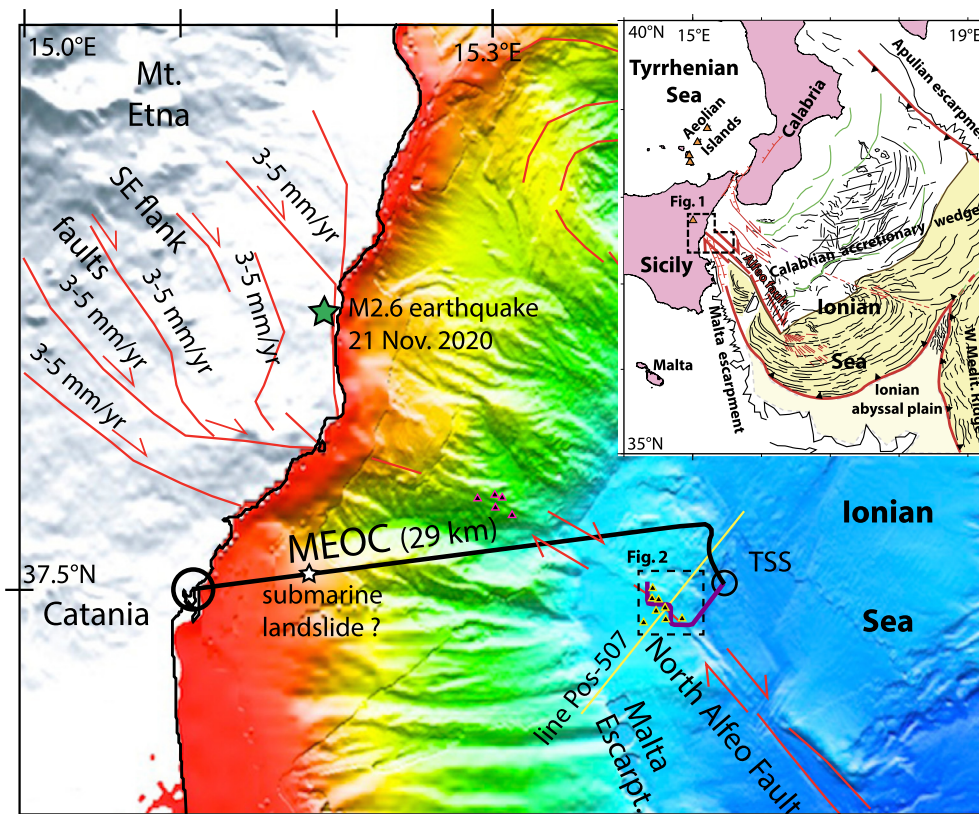 15.0°E
15.3°E
Mt.
Etna
SE flank
faults
3-5 mm/yr
3-5 mm/yr
3-5 mm/yr
3-5 mm/yr
3-5 mm/yr
M2.6 earthquake
21 Nov. 2020
MEOC (29 km)
submarine
landslide ?
37.5°N
Catania
Fig. 2
TSS
Ionian
Sea
line Pos-507
North Alfeo Fault
Malta
Escarpt.
40°N
15°E
19°E
Tyrrhenian
Sea
Aeolian
Islands
Calabria
Apulian escarpme
Fig. 1
Sicily
Alfeo fault
Calabrian accretionary wedge
Ionian
Sea
Malta escarpment
Malta
Ionian
abyssal plain
W. Medit. Ridge
35°N